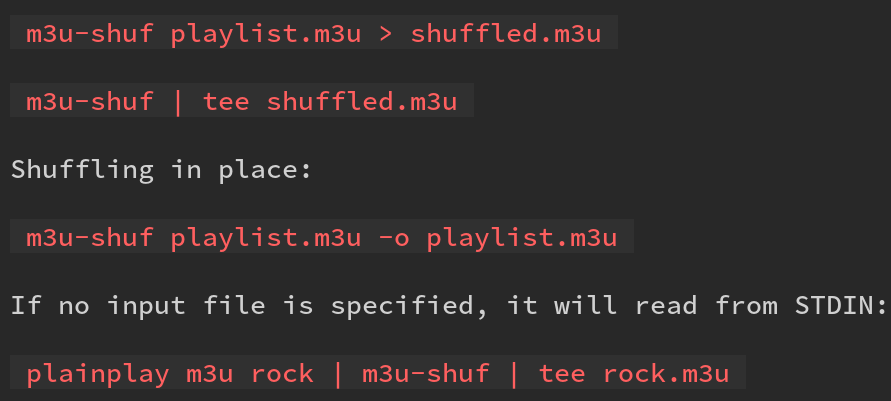 m3u-shuf playlist.m3u > shuffled.m3u
m3u-shuf | tee shuffled.m3u
Shuffling in place:
m3u-shuf playlist.m3u -o playlist.m3u
If no input file is specified, it will read from STDIN:
plainplay m3u rock | m3u-shuf | tee rock.m3u